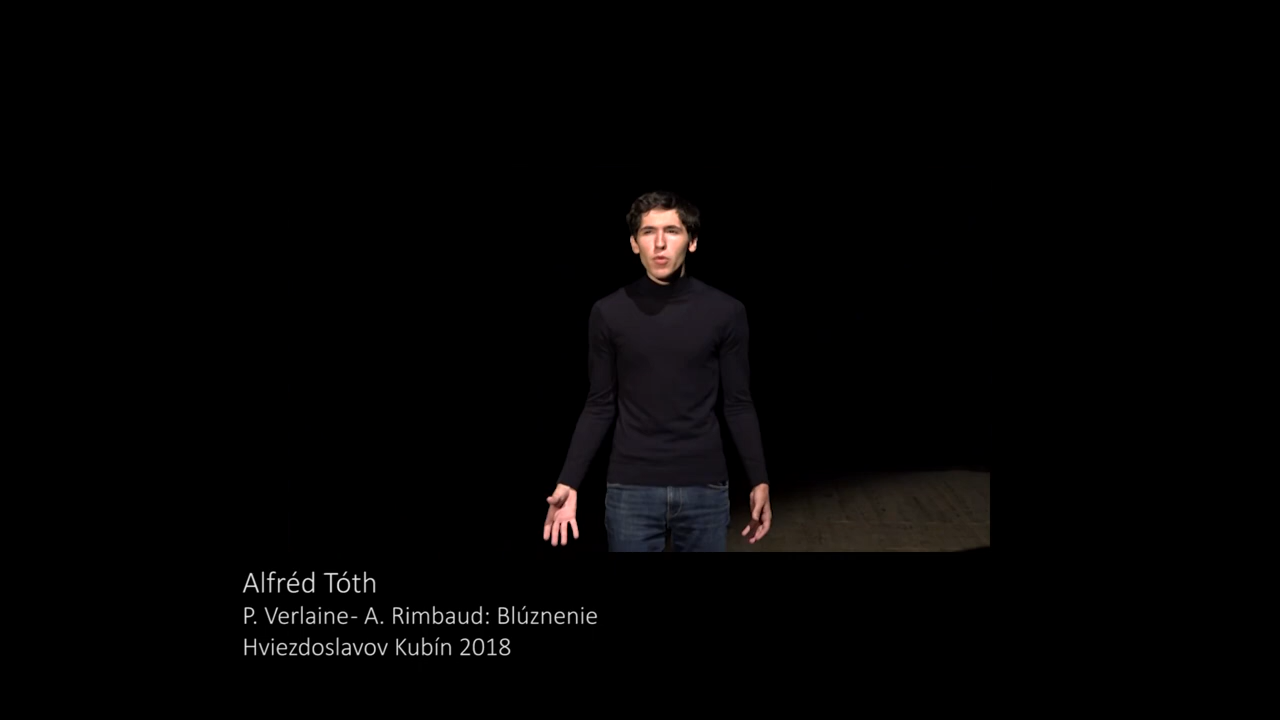 Alfréd Tóth
P. Verlaine- A. Rimbaud: Blúznenie
Hviezdoslavov Kubín 2018